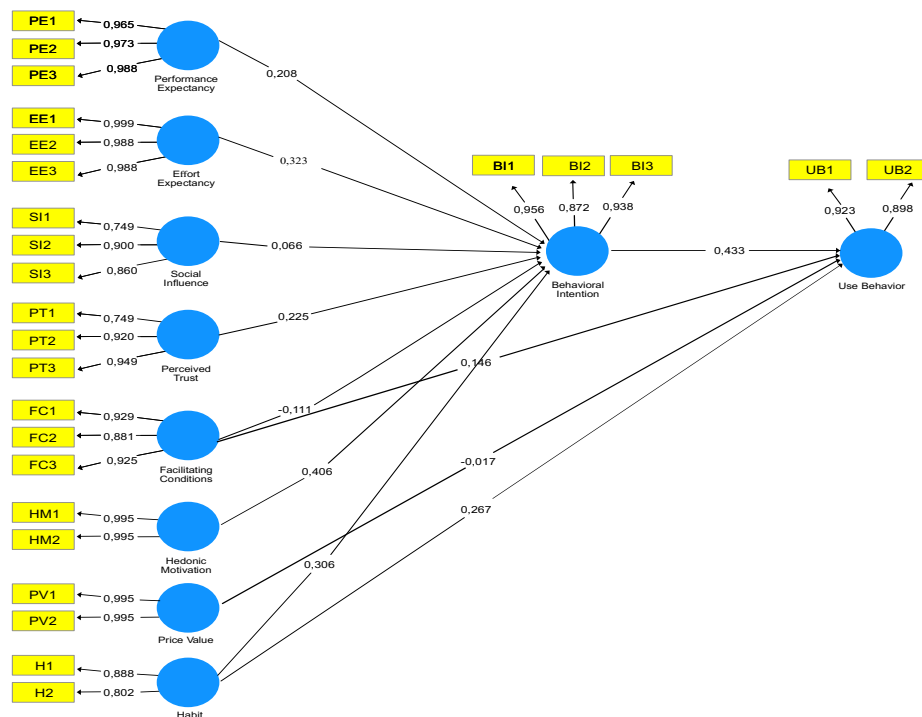 PE1
0,965
PE2
0,973
PE3
0,988
Performance
Expectancy
0,208
EE1
0,999
EE2
0,988
EE3
0,988
Effort
Expectancy
0,323
BI1
BI2
BI3
0,956
0,872
0,938
Behavioral
Intention
0,433
UB1
UB2
0,923
0,898
Use Behavior
SI1
0,749
SI2
0,900
SI3
0,860
Social
Influence
0,066
PT1
0,749
PT2
0,920
PT3
0,949
Perceived
Trust
0,225
0,146
FC1
0,929
FC2
0,881
FC3
0,925
Facilitating
Conditions
-0,111
-0,017
HM1
0,995
HM2
0,995
Hedonic
Motivation
0,406
0,267
PV1
0,995
PV2
0,995
Price Value
0,306
H1
0,888
H2
0,802
Habit